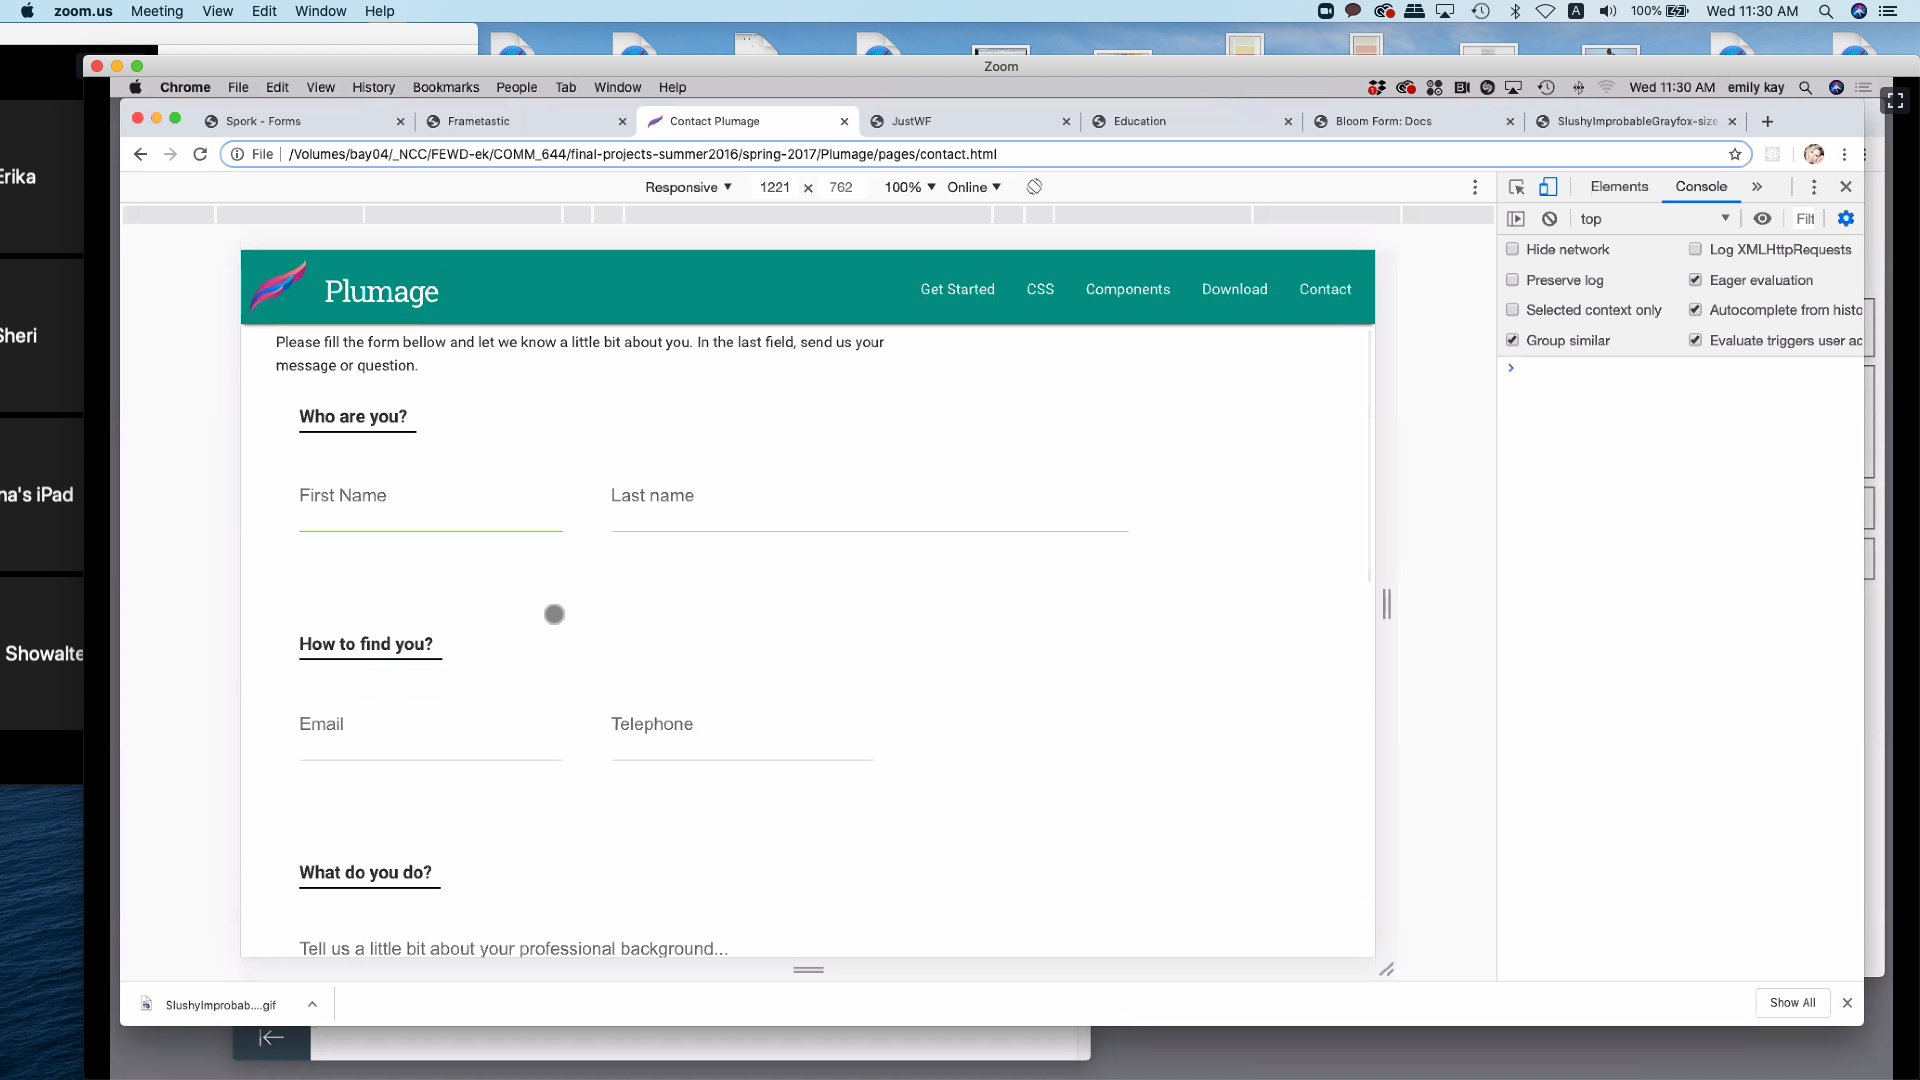 zoom.us Meeting View Edit Window Help 100% Wed 11:30 AM
Zoom
Chrome File Edit View History Bookmarks People Tab Window Help Wed 11:30 AM emily kay
Spork - Forms Frametastic Contact Plumage JustWF Education Bloom Form: Docs SlushyImprobableGrayfox-size
File /Volumes/bay04/_NCC/FEWD-ek/COMM_644/final-projects-summer2016/spring-2017/Plumage/pages/contact.html
Responsive 1221 × 762 100% Online
Elements Console
top Filt
Hide network Log XMLHttpRequests
Preserve log Eager evaluation
Selected context only Autocomplete from histo
Group similar Evaluate triggers user ac
Plumage Get Started CSS Components Download Contact
Please fill the form bellow and let we know a little bit about you. In the last field, send us your
message or question.
Who are you?
First Name Last name
How to find you?
Email Telephone
What do you do?
Tell us a little bit about your professional background...
SlushyImprobab....gif Show All
Erika
Sheri
na's iPad
Showalte